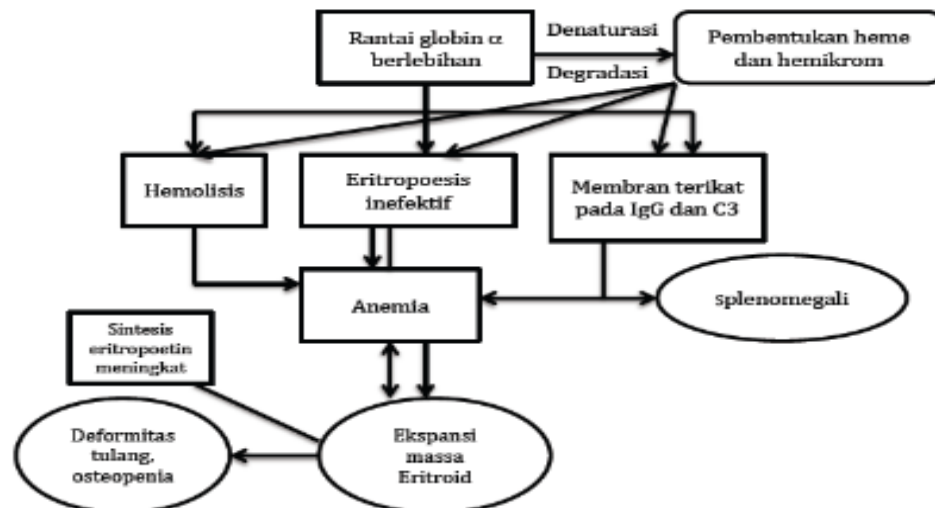 Rantai globin α
berlebihan
Denaturasi
Degradasi
Pembentukan heme
dan hemikrom
Hemolisis
Eritropoesis
inefektif
Membran terikat
pada IgG dan C3
Anemia
splenomegali
Sintesis
eritropoetin
meningkat
Deformitas
tulang,
osteopenia
Ekspansi
massa
Eritroid